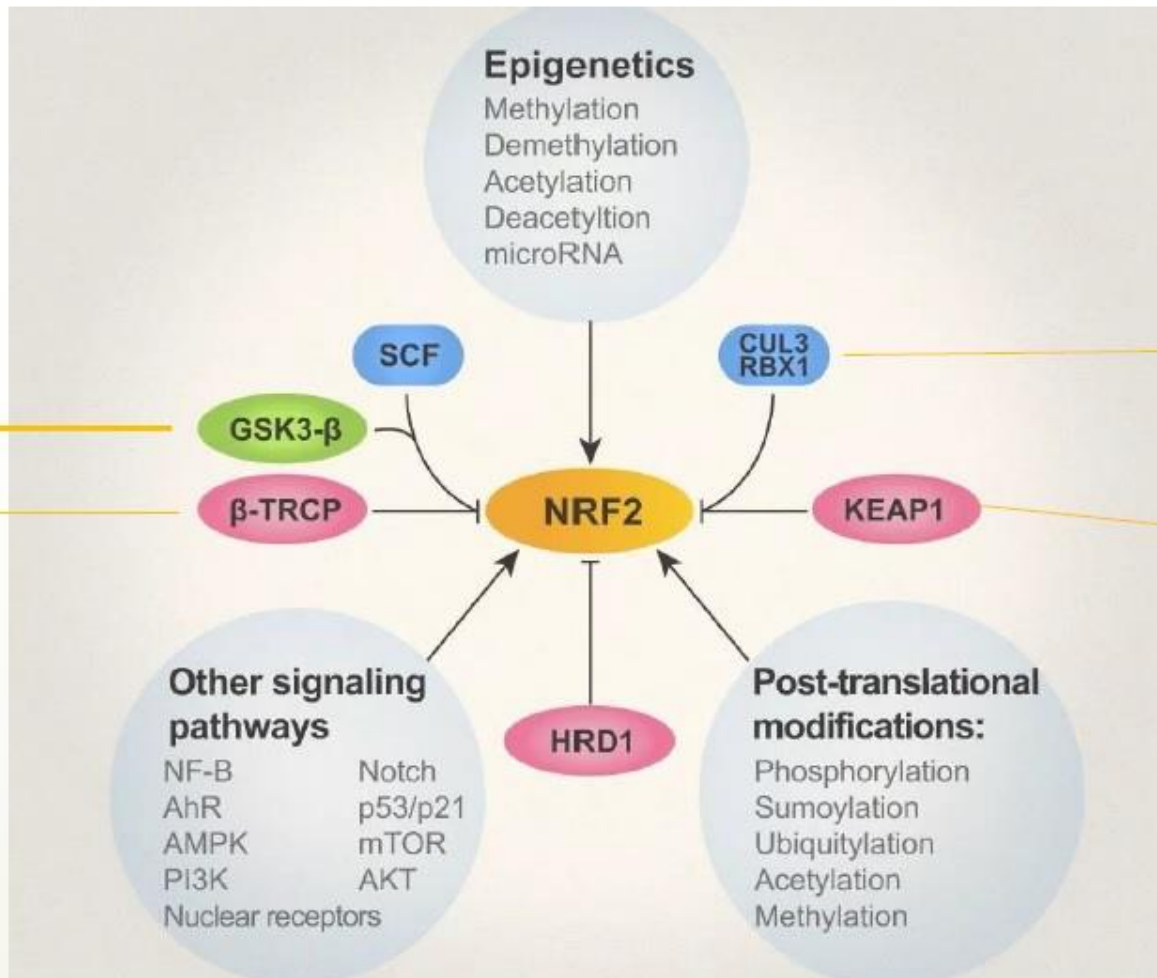 Epigenetics
Methylation
Demethylation
Acetylation
Deacetyltion
microRNA
SCF
CUL3
RBX1
GSK3-β
β-TRCP
NRF2
KEAP1
HRD1
Other signaling
pathways
NF-B Notch
AhR p53/p21
AMPK mTOR
PI3K AKT
Nuclear receptors
Post-translational
modifications:
Phosphorylation
Sumoylation
Ubiquitylation
Acetylation
Methylation